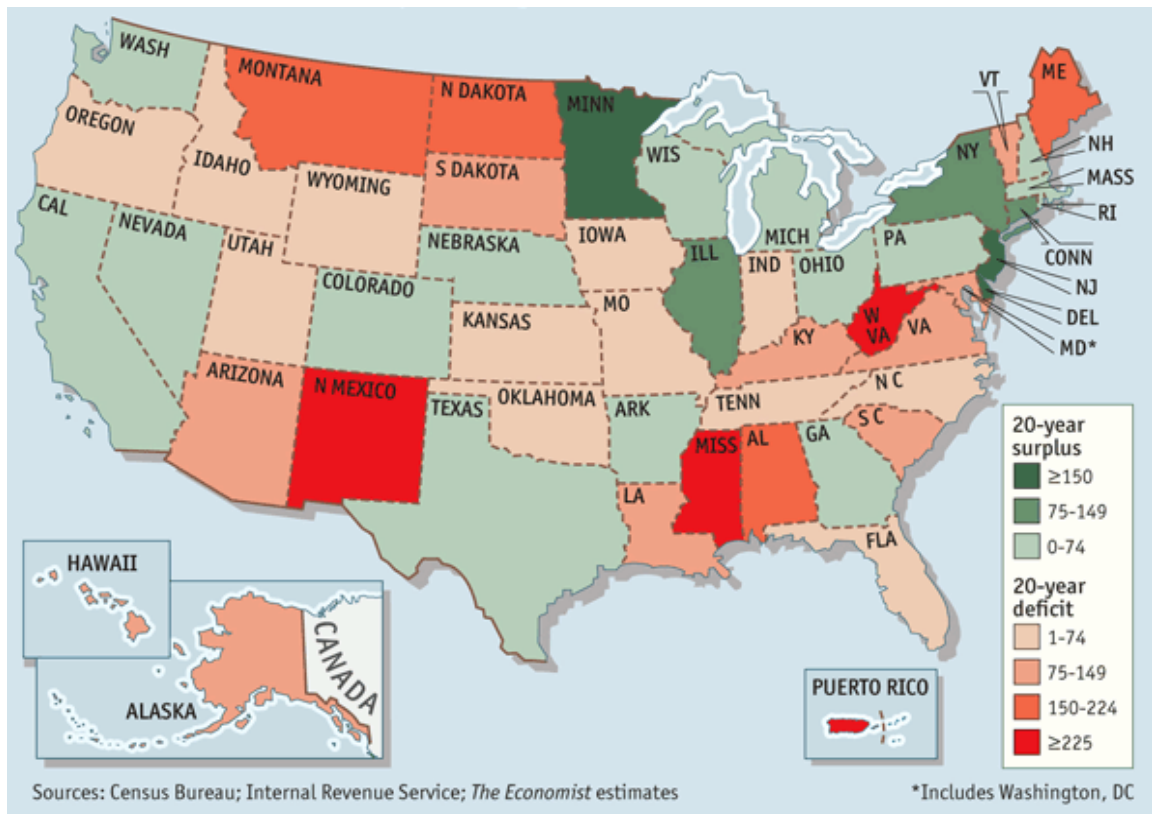 WASH
MONTANA
N DAKOTA
MINN
VT
ME
OREGON
IDAHO
WYOMING
S DAKOTA
WIS
NY
NH
MASS
RI
CONN
NJ
DEL
MD*
CAL
NEVADA
UTAH
COLORADO
NEBRASKA
IOWA
ILL
MICH
IND
OHIO
PA
KANSAS
MO
KY
W
VA
VA
ARIZONA
N MEXICO
TEXAS
OKLAHOMA
ARK
TENN
N C
S C
MISS
AL
GA
LA
FLA
20-year
surplus
≥150
75-149
0-74
20-year
deficit
1-74
75-149
150-224
≥225
HAWAII
ALASKA
CANADA
PUERTO RICO
Sources: Census Bureau; Internal Revenue Service; The Economist estimates
*Includes Washington, DC